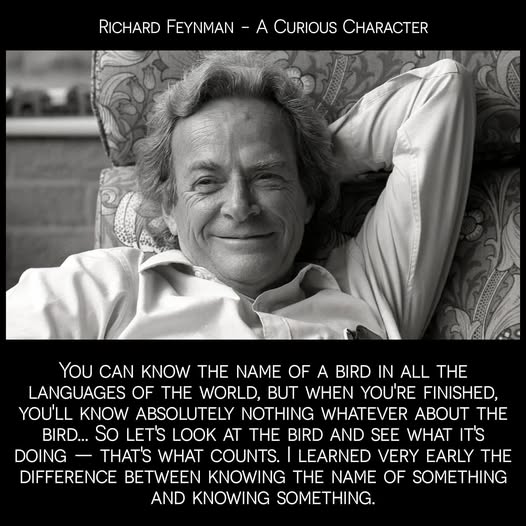 Richard Feynman – A Curious Character
You can know the name of a bird in all the
languages of the world, but when you're finished,
you'll know absolutely nothing whatever about the
bird... So let's look at the bird and see what it's
doing — that's what counts. I learned very early the
difference between knowing the name of something
and knowing something.